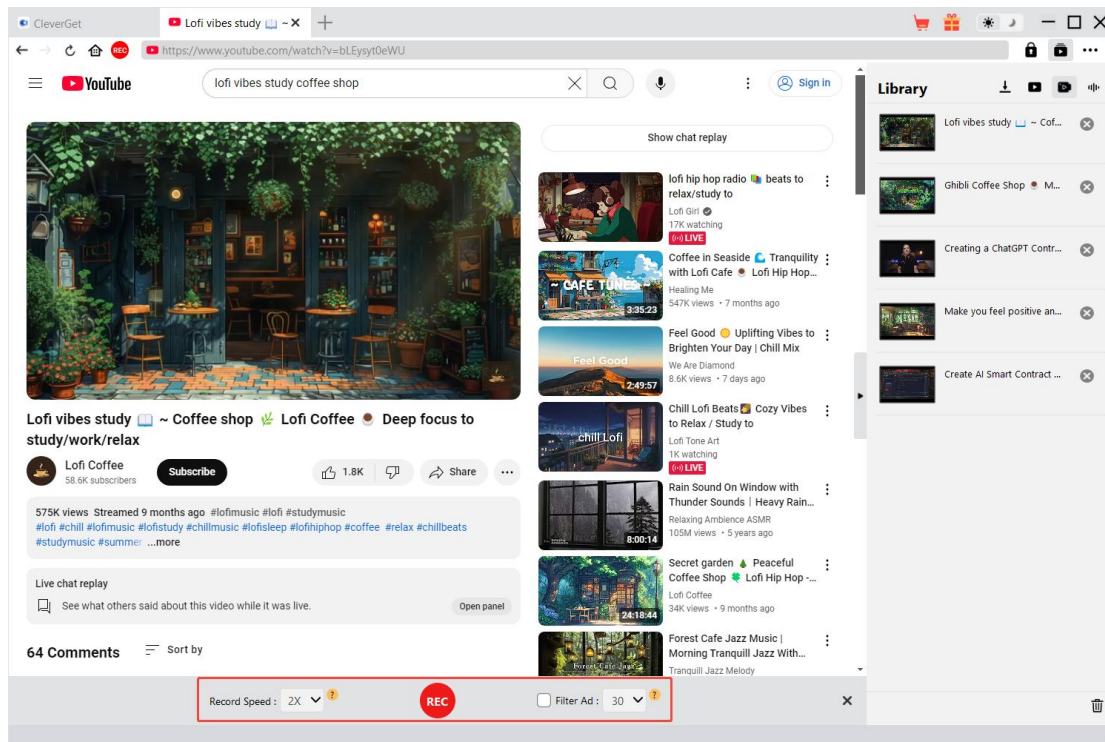 CleverGet
Lofi vibes study 📖 ~
REC
https://www.youtube.com/watch?v=bLEysyt0eWU
YouTube
lofi vibes study coffee shop
Sign in
Show chat replay
lofi hip hop radio 📚 beats to
relax/study to
Lofi Girl
17K watching
LIVE
~ CAFE TUNES ~
3:35:23
Coffee in Seaside 🌊 Tranquility
with Lofi Cafe ☕ Lofi Hip Hop...
Healing Me
547K views • 7 months ago
Feel Good
2:49:57
Feel Good 🌞 Uplifting Vibes to
Brighten Your Day | Chill Mix
We Are Diamond
8.6K views • 7 days ago
chill Lofi
Chill Lofi Beats🌠 Cozy Vibes
to Relax / Study to
Lofi Tone Art
1K watching
LIVE
8:00:14
Rain Sound On Window with
Thunder Sounds | Heavy Rain...
Relaxing Ambience ASMR
105M views • 5 years ago
24:18:44
Secret garden 🌲 Peaceful
Coffee Shop 🍀 Lofi Hip Hop -...
Lofi Coffee
34K views • 9 months ago
Forest Cafe Jazz
Forest Cafe Jazz Music |
Morning Tranquill Jazz With...
Tranquill Jazz Melody
Lofi vibes study 📖 ~ Coffee shop 🌿 Lofi Coffee ☕ Deep focus to
study/work/relax
Lofi Coffee
58.6K subscribers
Subscribe
1.8K
Share
575K views Streamed 9 months ago #lofimusic #lofi #studymusic
#lofi #chill #lofimusic #lofistudy #chillmusic #lofisleep #lofihiphop #coffee #relax #chillbeats
#studymusic #summer ...more
Live chat replay
See what others said about this video while it was live.
Open panel
64 Comments
Sort by
Record Speed :
2X
?
REC
Filter Ad :
30
?
Library
Lofi vibes study 📖 ~ Cof...
Ghibli Coffee Shop ☕ M...
Creating a ChatGPT Contr...
Make you feel positive an...
Create AI Smart Contract ...